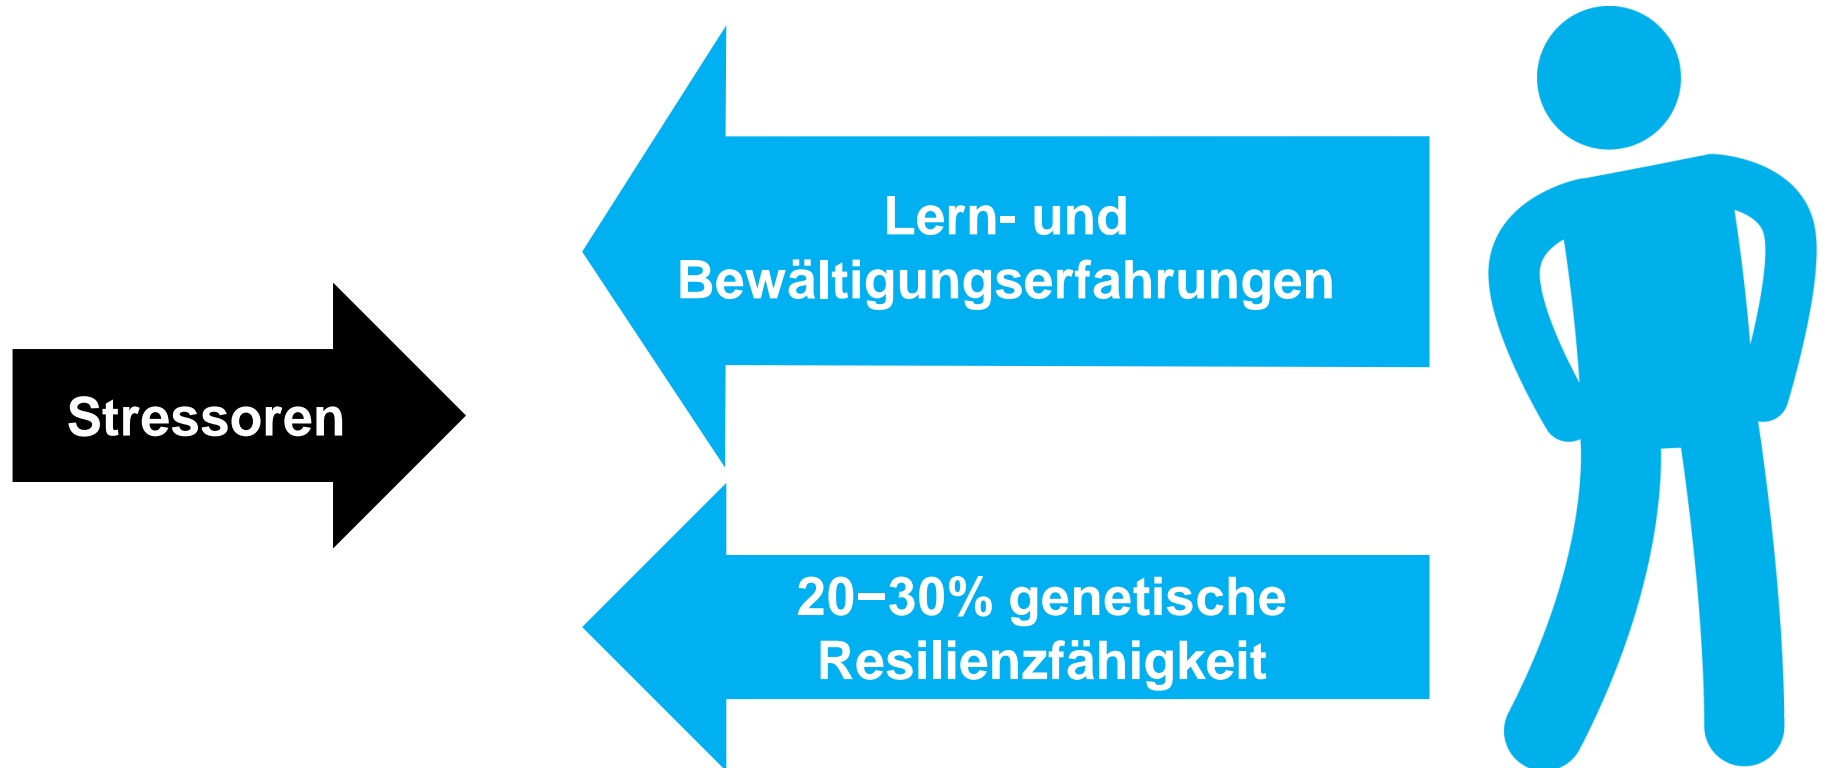 Lern- und
Bewältigungserfahrungen
Stressoren
20−30% genetische
Resilienzfähigkeit